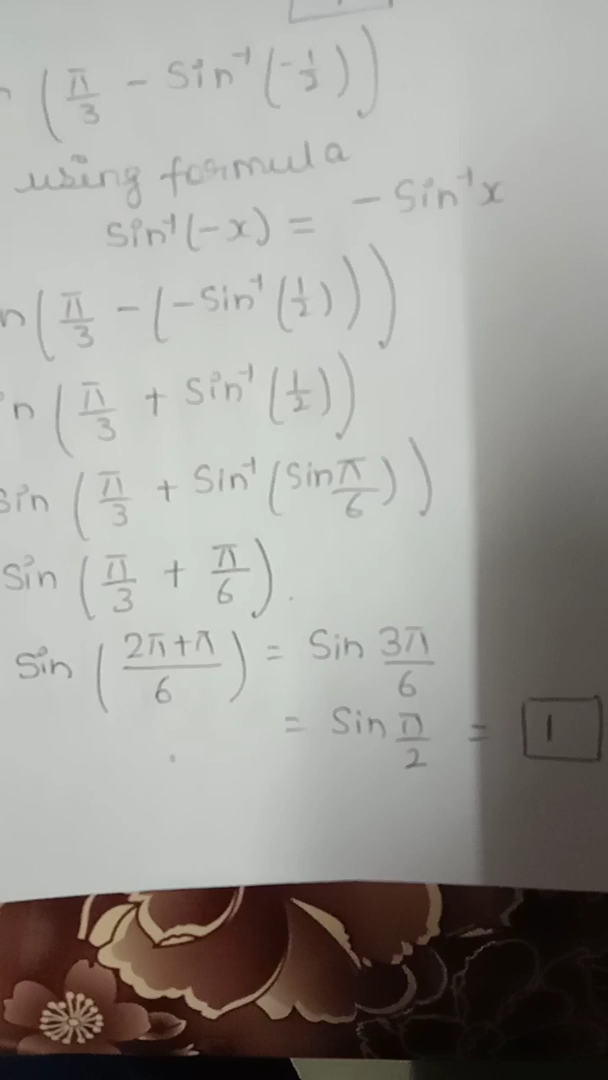 n (π/3 - Sin⁻¹(-1/2))
using formula
Sin⁻¹(-x) = - Sin⁻¹x
n (π/3 - (-Sin⁻¹(1/2)))
in (π/3 + Sin⁻¹(1/2))
Sin (π/3 + Sin⁻¹(Sin π/6))
Sin (π/3 + π/6).
Sin (2π+π/6) = Sin 3π/6
= Sin π/2 = 1